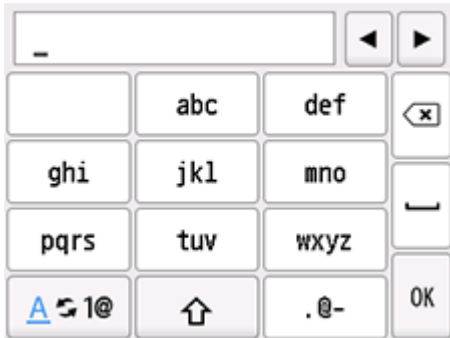 _
abc def
ghi jkl mno
pqrs tuv wxyz
A 1@ .@- OK